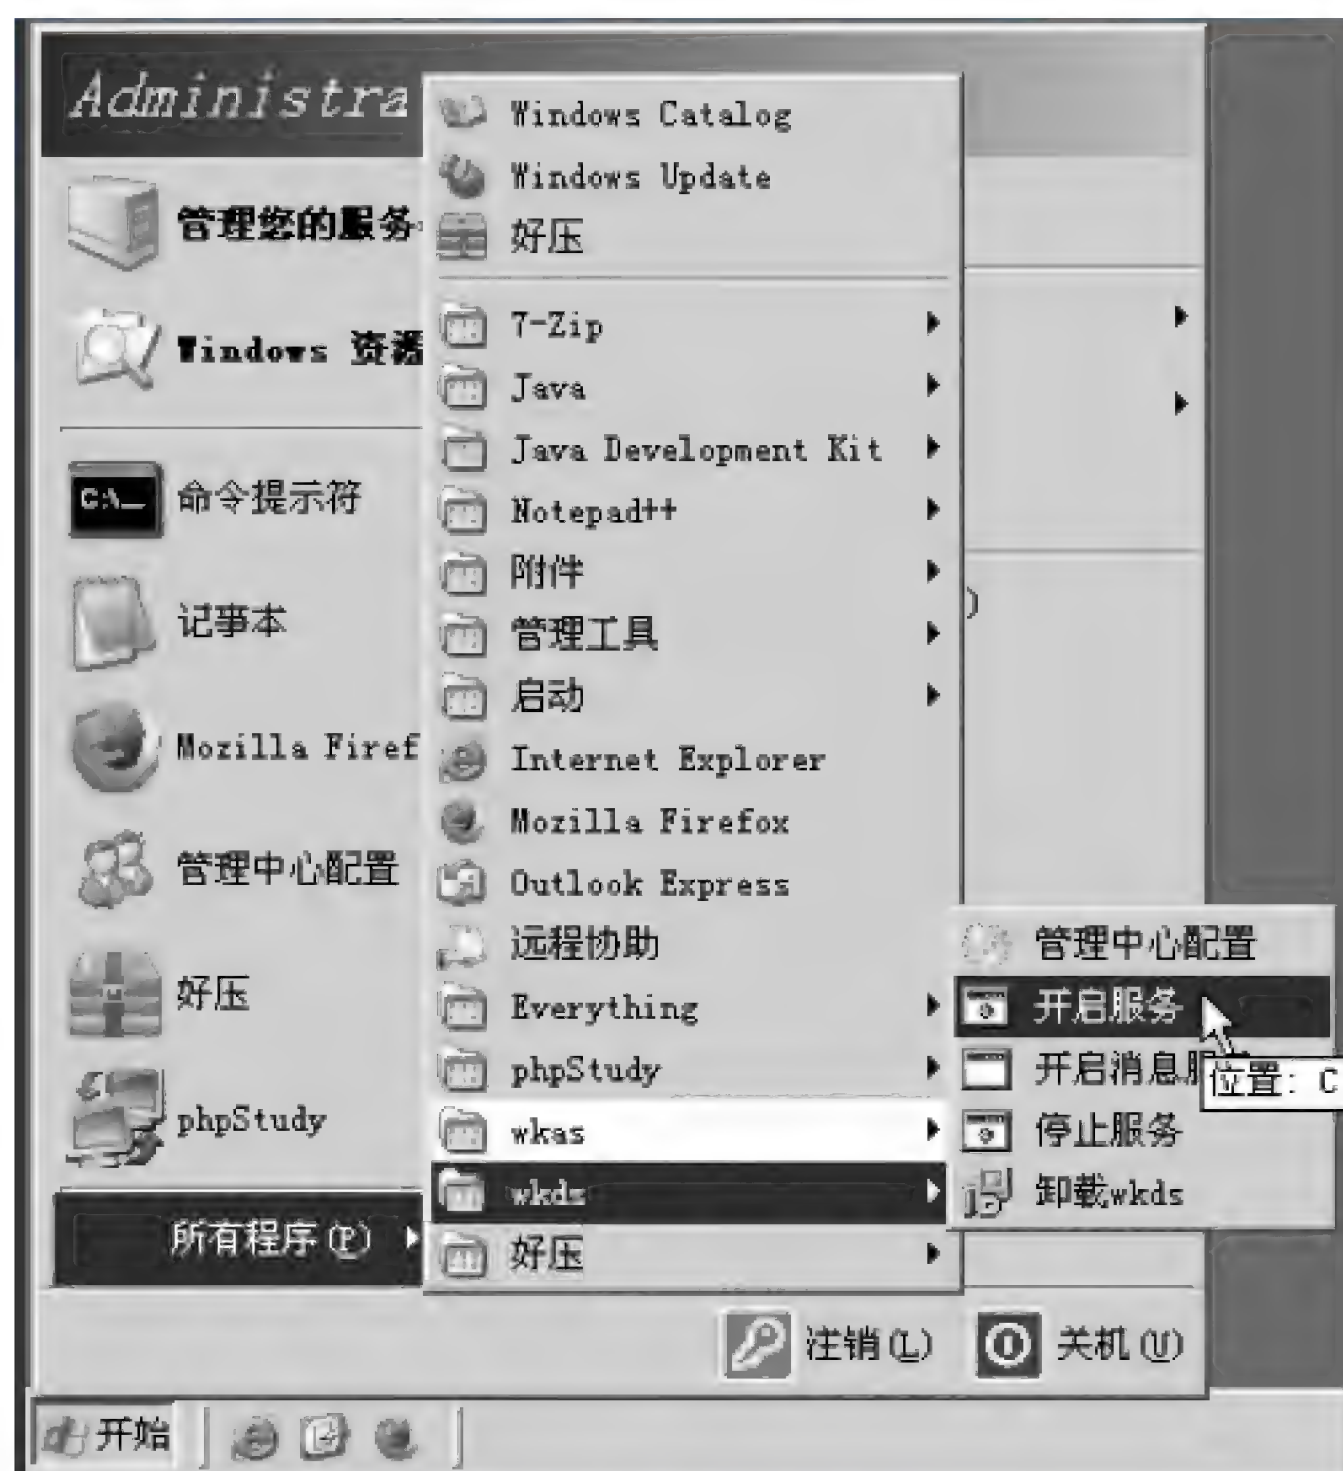 Administra
管理您的服务
Windows 资源
C:\_
命令提示符
记事本
Mozilla Firef
管理中心配置
好压
phpStudy
所有程序(P)
Windows Catalog
Windows Update
好压
7-Zip
Java
Java Development Kit
Notepad++
附件
管理工具
启动
Internet Explorer
Mozilla Firefox
Outlook Express
远程协助
Everything
phpStudy
wkas
wkds
好压
)
管理中心配置
开启服务
开启消息服
位置: C
停止服务
卸载wkds
注销(L)
关机(U)
开始